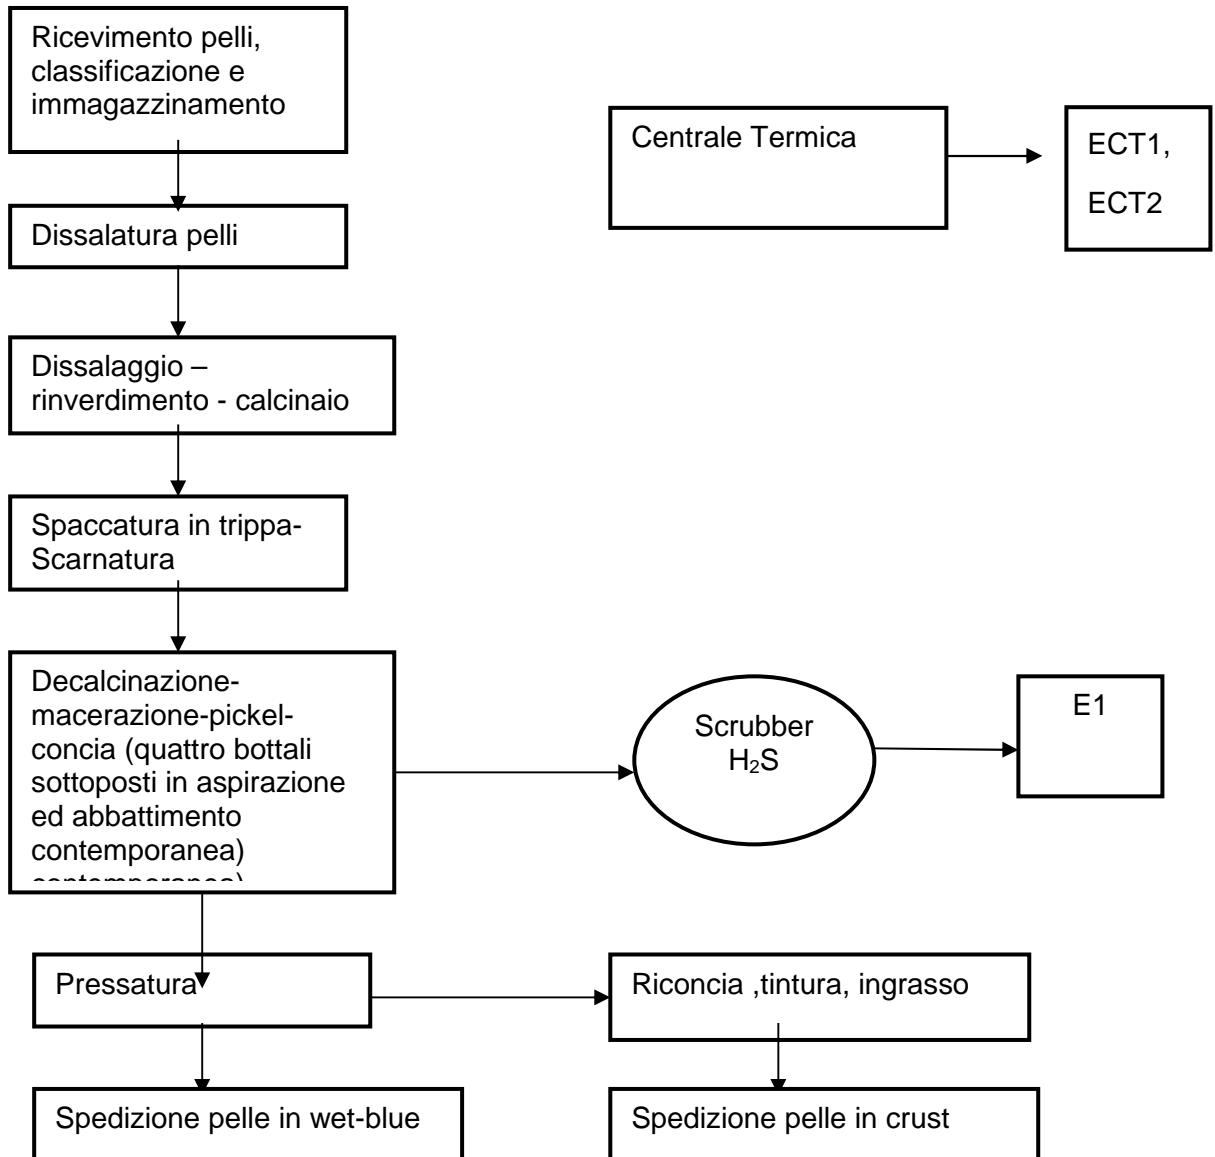 Ricevimento pelli,
classificazione e
immagazzinamento
Centrale Termica
ECT1,
ECT2
Dissalatura pelli
Dissalaggio –
rinverdimento - calcinaio
Spaccatura in trippa-
Scarnatura
Decalcinazione-
macerazione-pickel-
concia (quattro bottali
sottoposti in aspirazione
ed abbattimento
contemporanea)
contemporanea)
Scrubber
H₂S
E1
Pressatura
Riconcia ,tintura, ingrasso
Spedizione pelle in wet-blue
Spedizione pelle in crust